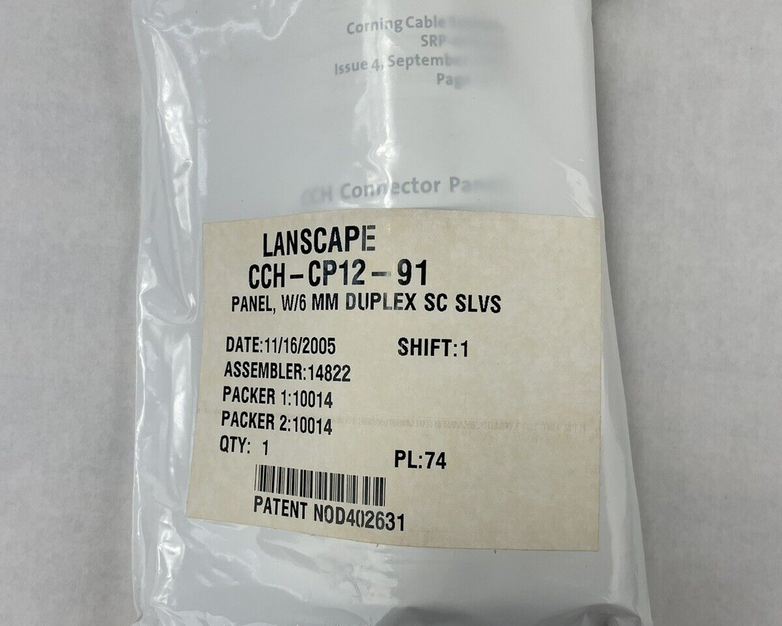 Corning Cable
SRP
Issue 4, September
Page
CCH Connector Panel
LANSCAPE
CCH-CP12-91
PANEL, W/6 MM DUPLEX SC SLVS
DATE:11/16/2005 SHIFT:1
ASSEMBLER:14822
PACKER 1:10014
PACKER 2:10014
QTY: 1 PL:74
PATENT NOD402631